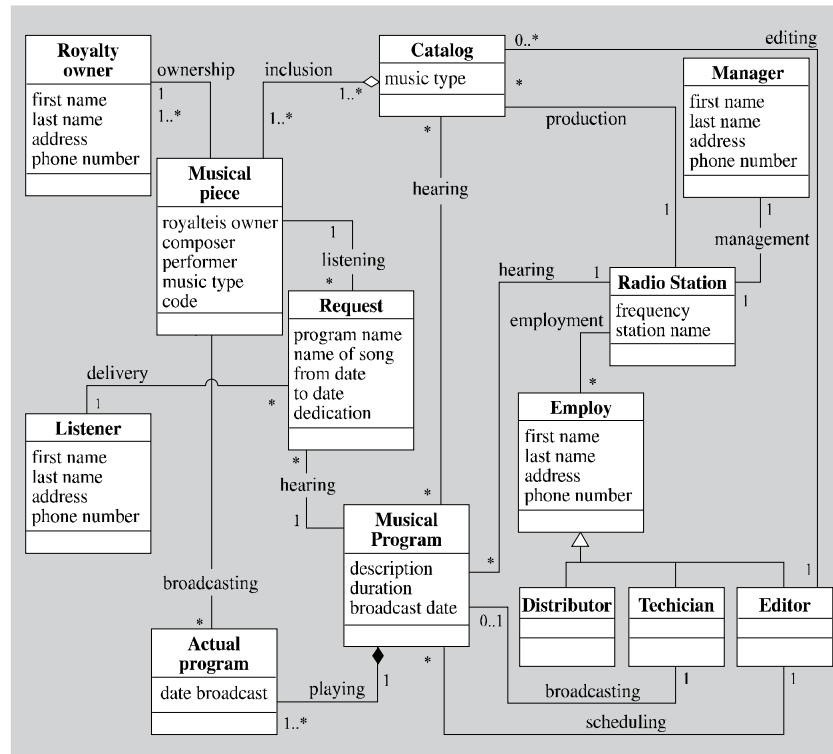 Royalty
owner
first name
last name
address
phone number
ownership
1
1..*
inclusion
1..*
1..*
Catalog
music type
0..*
editing
*
production
Manager
first name
last name
address
phone number
1
management
1
Musical
piece
royalteis owner
composer
performer
music type
code
1
listening
*
*
hearing
1
hearing
1
Radio Station
frequency
station name
employment
*
Request
program name
name of song
from date
to date
dedication
delivery
1
*
Listener
first name
last name
address
phone number
*
hearing
1
Employ
first name
last name
address
phone number
*
Musical
Program
description
duration
broadcast date
*
0..1
1
Distributor
Techician
Editor
broadcasting
*
Actual
program
date broadcast
playing
1
1..*
*
broadcasting
1
scheduling
1